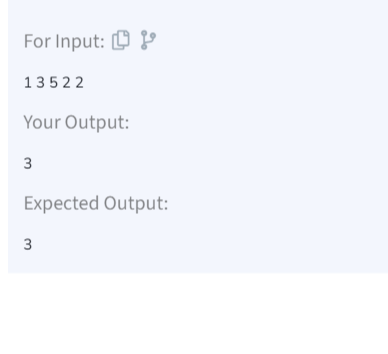 For Input:
1 3 5 2 2
Your Output:
3
Expected Output:
3